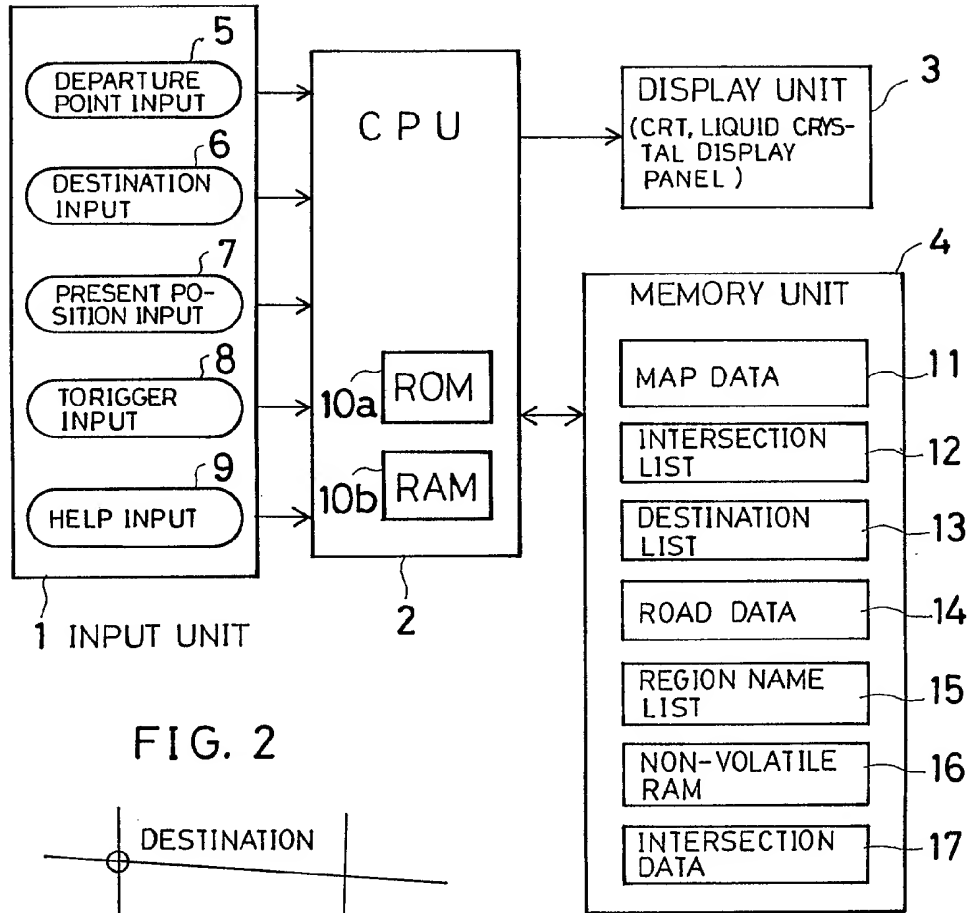 5
DEPARTURE
POINT INPUT
6
DESTINATION
INPUT
7
PRESENT PO-
SITION INPUT
8
TORIGGER
INPUT
9
HELP INPUT
1 INPUT UNIT
CPU
10a
ROM
10b
RAM
2
DISPLAY UNIT
(CRT, LIQUID CRYS-
TAL DISPLAY
PANEL)
3
4
MEMORY UNIT
MAP DATA
11
INTERSECTION
LIST
12
DESTINATION
LIST
13
ROAD DATA
14
REGION NAME
LIST
15
NON-VOLATILE
RAM
16
INTERSECTION
DATA
17
FIG. 2
DESTINATION